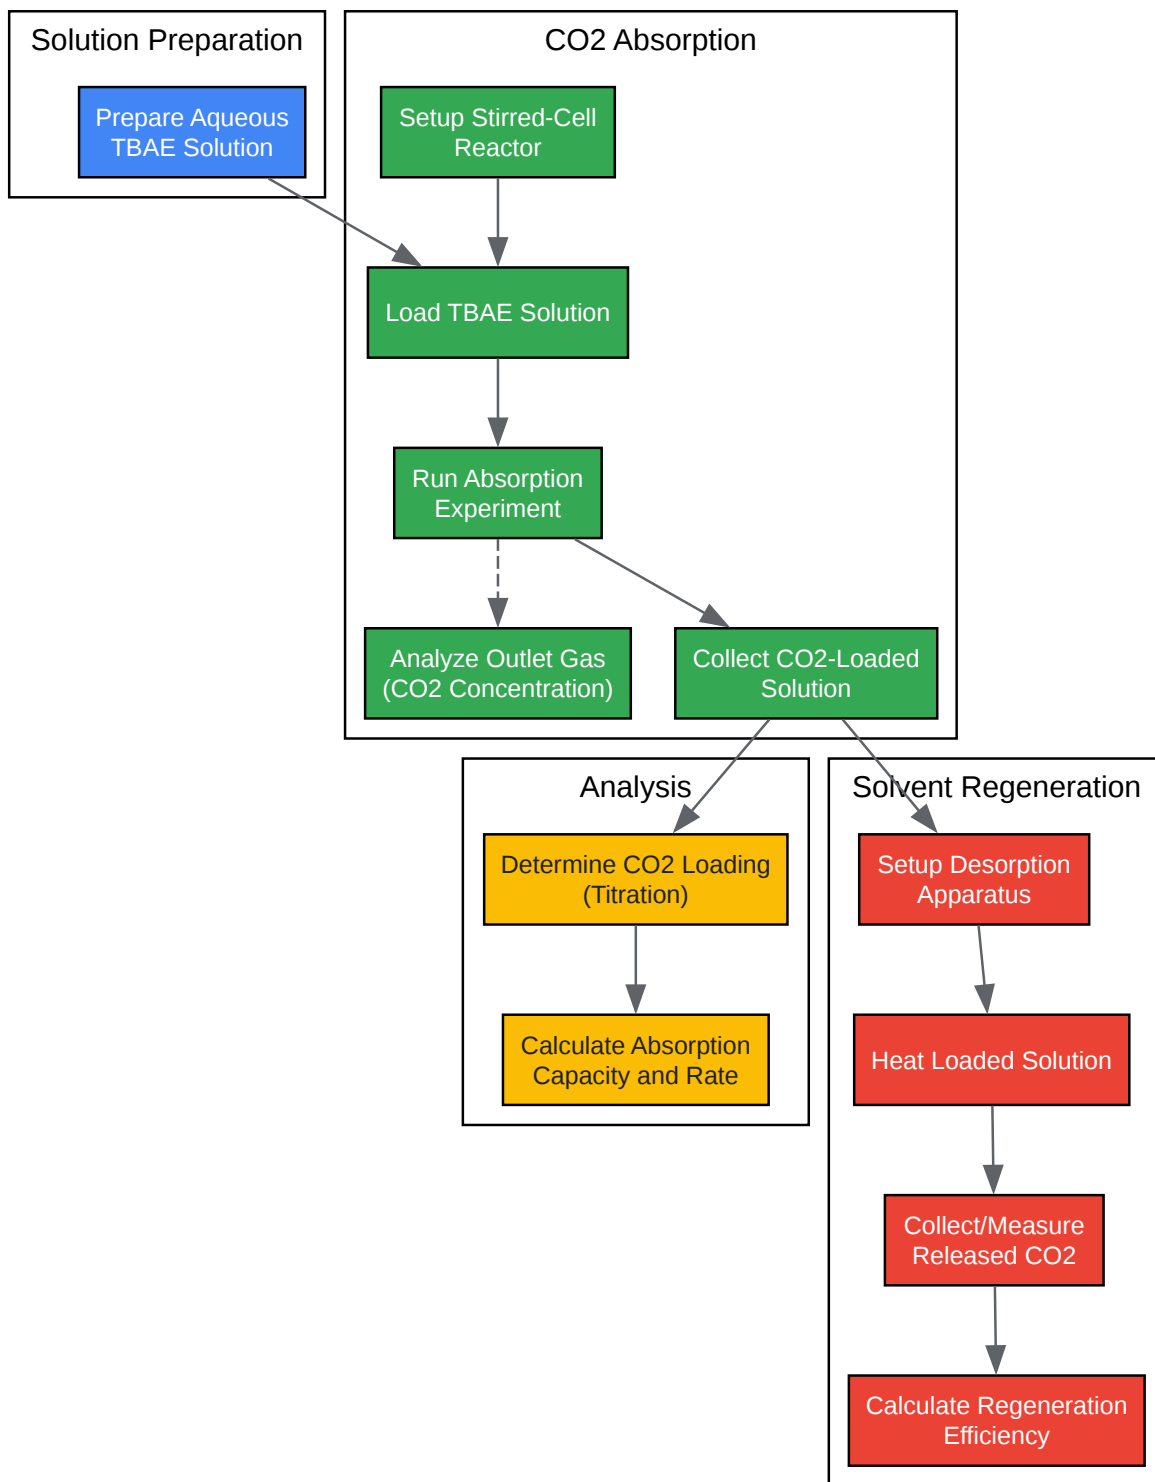 Solution Preparation
Prepare Aqueous
TBAE Solution
CO2 Absorption
Setup Stirred-Cell
Reactor
Load TBAE Solution
Run Absorption
Experiment
Analyze Outlet Gas
(CO2 Concentration)
Collect CO2-Loaded
Solution
Analysis
Determine CO2 Loading
(Titration)
Calculate Absorption
Capacity and Rate
Solvent Regeneration
Setup Desorption
Apparatus
Heat Loaded Solution
Collect/Measure
Released CO2
Calculate Regeneration
Efficiency